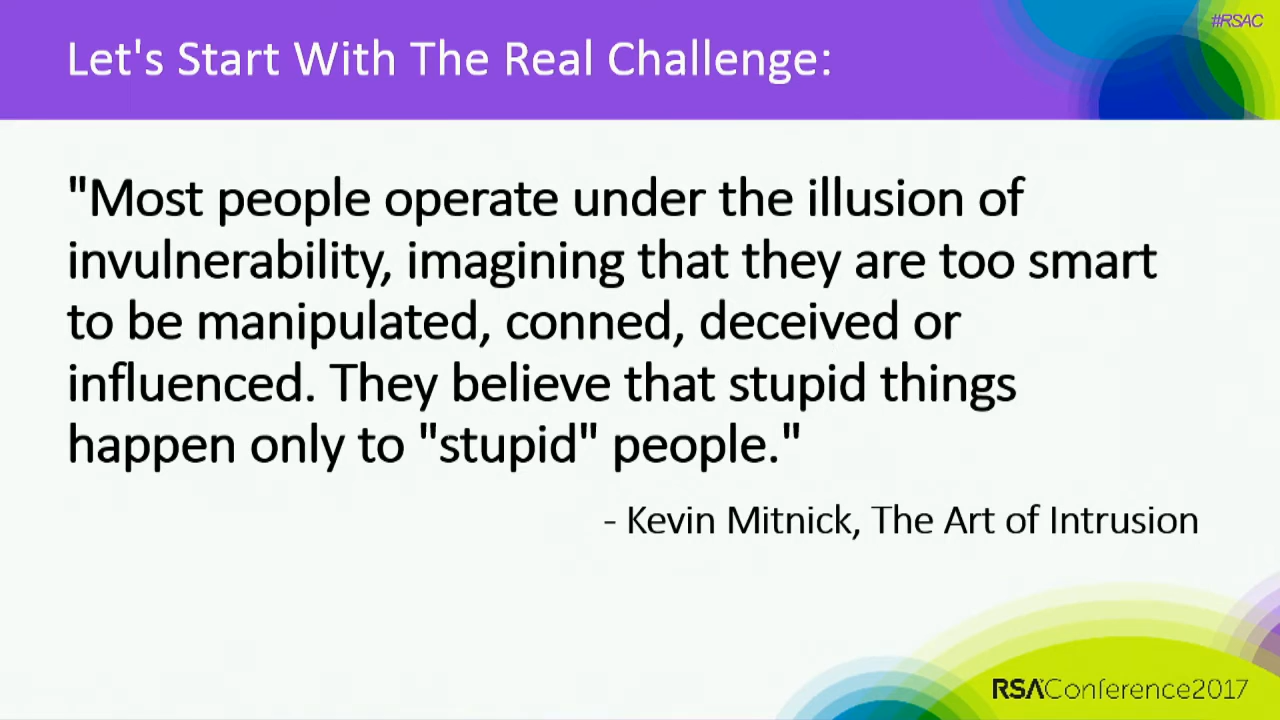 #RSAC
Let's Start With The Real Challenge:
"Most people operate under the illusion of
invulnerability, imagining that they are too smart
to be manipulated, conned, deceived or
influenced. They believe that stupid things
happen only to "stupid" people."
- Kevin Mitnick, The Art of Intrusion
RSAConference2017